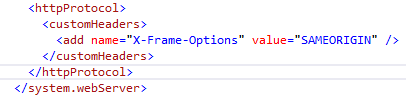 <httpProtocol>
<customHeaders>
<add name="X-Frame-Options" value="SAMEORIGIN" />
</customHeaders>
</httpProtocol>
</system.webServer>